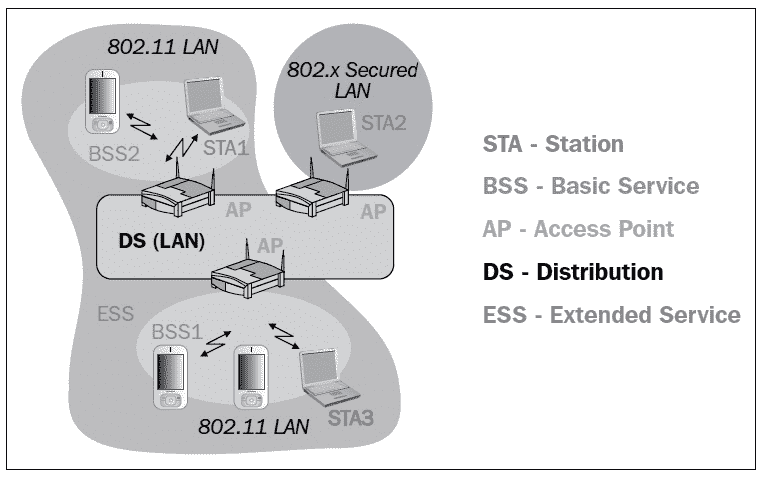 802.11 LAN
802.x Secured
LAN
STA2
BSS2
STA1
AP
AP
DS (LAN)
AP
ESS
BSS1
802.11 LAN
STA3
STA - Station
BSS - Basic Service
AP - Access Point
DS - Distribution
ESS - Extended Service